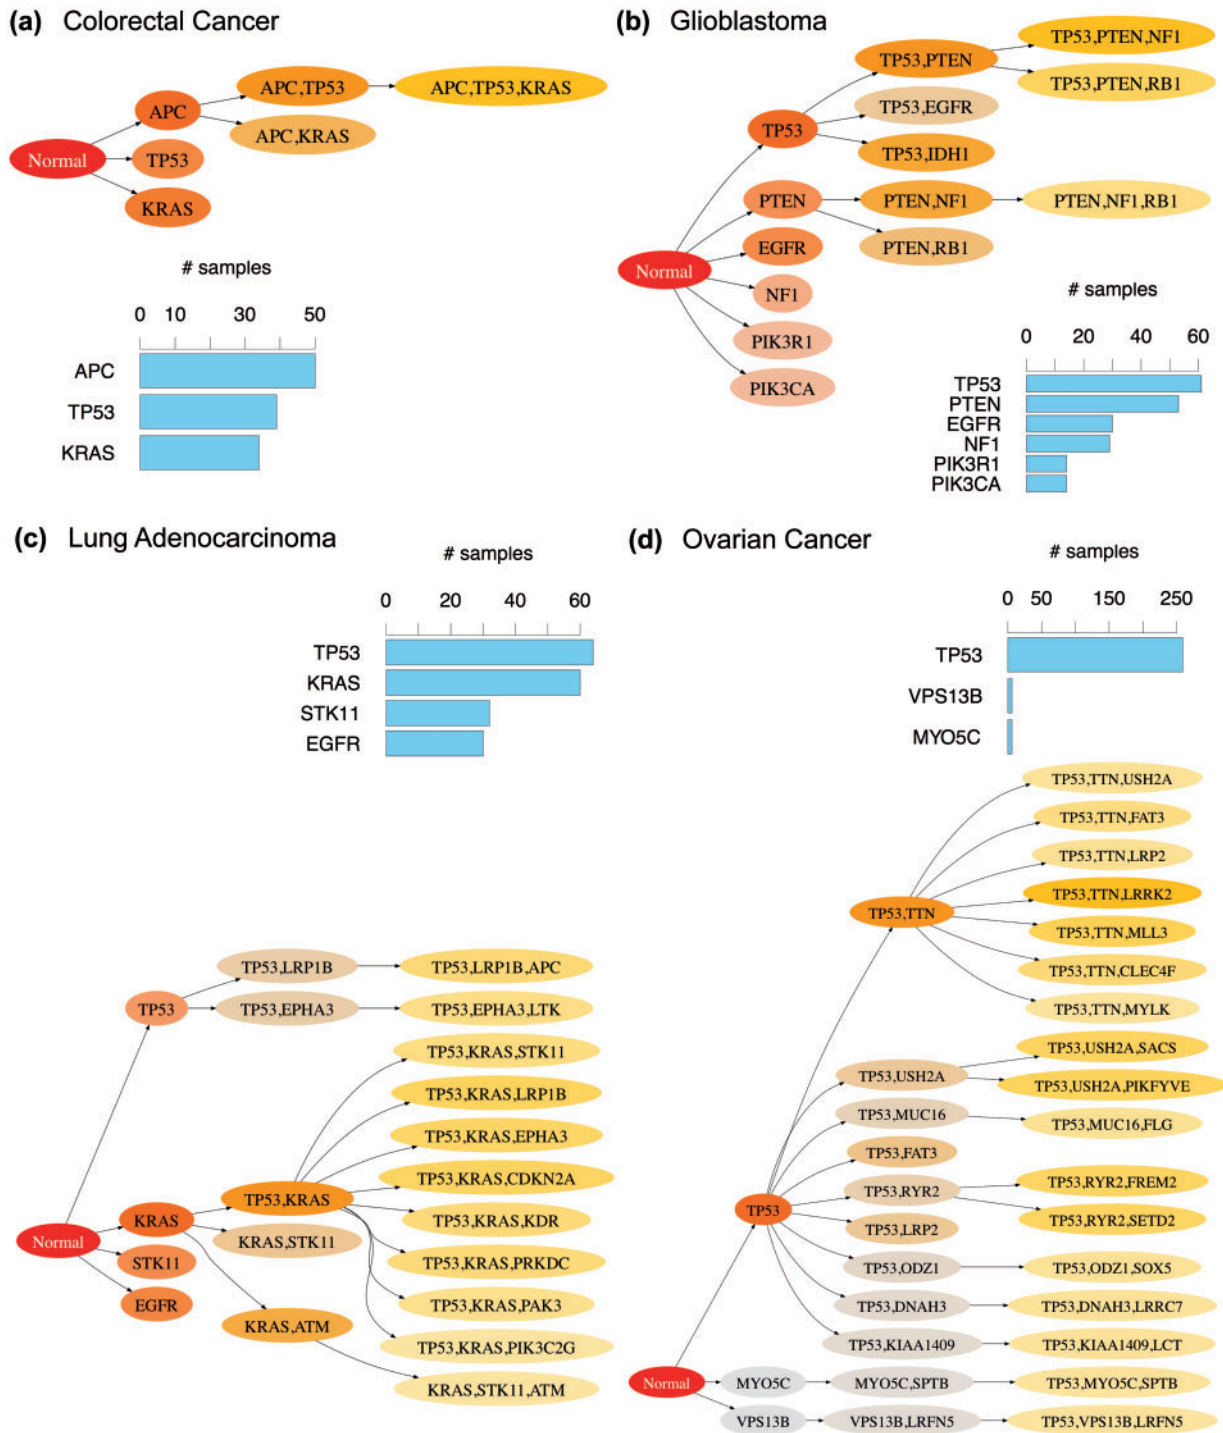 (a) Colorectal Cancer
APC,TP53
APC,TP53,KRAS
APC
APC,KRAS
Normal
TP53
KRAS
# samples
0 10 30 50
APC
TP53
KRAS
(b) Glioblastoma
TP53,PTEN,NF1
TP53,PTEN
TP53,PTEN,RB1
TP53,EGFR
TP53
TP53,IDH1
PTEN
PTEN,NF1
PTEN,NF1,RB1
EGFR
PTEN,RB1
Normal
NF1
PIK3R1
PIK3CA
# samples
0 20 40 60
TP53
PTEN
EGFR
NF1
PIK3R1
PIK3CA
(c) Lung Adenocarcinoma
# samples
0 20 40 60
TP53
KRAS
STK11
EGFR
TP53,LRP1B
TP53,LRP1B,APC
TP53
TP53,EPHA3
TP53,EPHA3,LTK
TP53,KRAS,STK11
TP53,KRAS,LRP1B
TP53,KRAS,EPHA3
TP53,KRAS
TP53,KRAS,CDKN2A
KRAS
TP53,KRAS,KDR
Normal
KRAS,STK11
STK11
TP53,KRAS,PRKDC
EGFR
TP53,KRAS,PAK3
KRAS,ATM
TP53,KRAS,PIK3C2G
KRAS,STK11,ATM
(d) Ovarian Cancer
# samples
0 50 150 250
TP53
VPS13B
MYO5C
TP53,TTN,USH2A
TP53,TTN,FAT3
TP53,TTN,LRP2
TP53,TTN,LRRK2
TP53,TTN
TP53,TTN,MLL3
TP53,TTN,CLEC4F
TP53,TTN,MYLK
TP53,USH2A,SACS
TP53,USH2A
TP53,USH2A,PIKFYVE
TP53,MUC16
TP53,MUC16,FLG
TP53,FAT3
TP53,RYR2,FREM2
TP53,RYR2
TP53
TP53,RYR2,SETD2
TP53,LRP2
TP53,ODZ1
TP53,ODZ1,SOX5
TP53,DNAH3
TP53,DNAH3,LRRC7
TP53,KIAA1409
TP53,KIAA1409,LCT
Normal
MYO5C
MYO5C,SPTB
TP53,MYO5C,SPTB
VPS13B
VPS13B,LRFN5
TP53,VPS13B,LRFN5